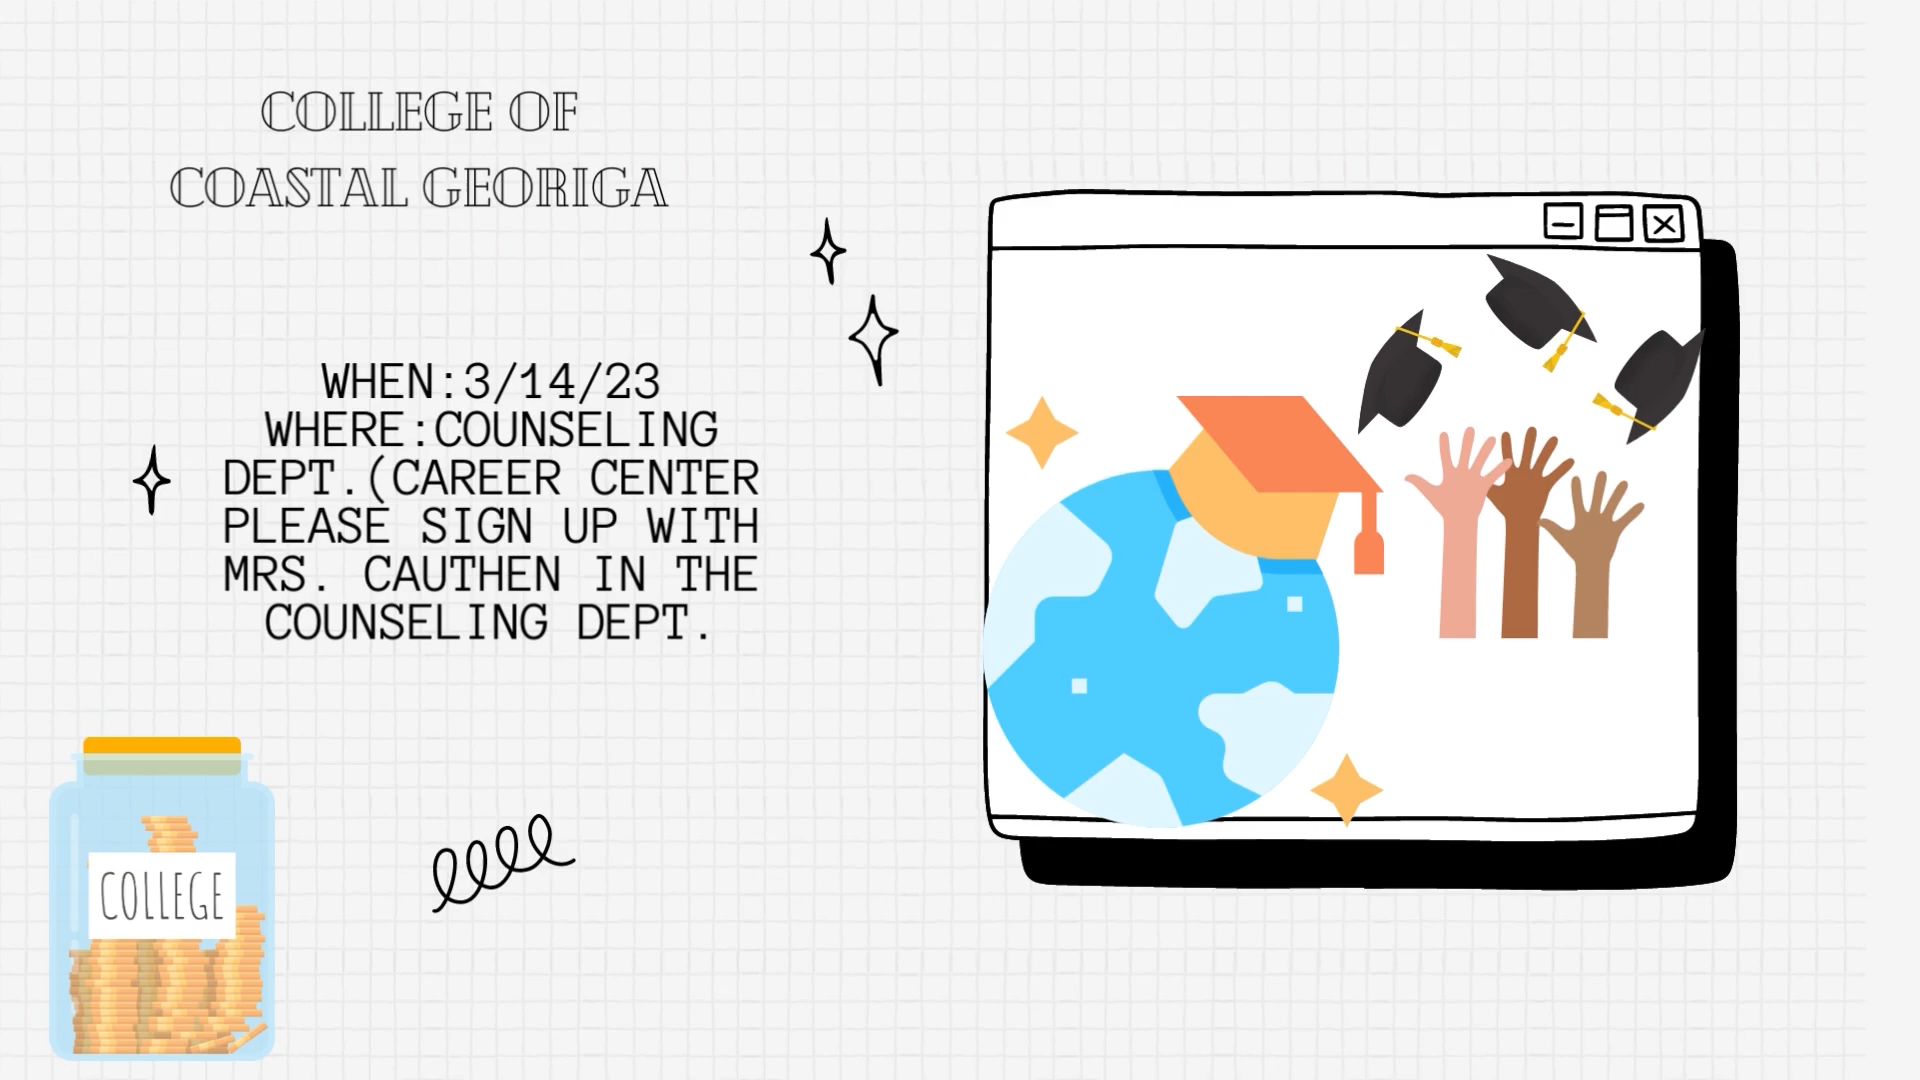 COLLEGE OF
COASTAL GEORIGA
WHEN:3/14/23
WHERE:COUNSELING
DEPT.(CAREER CENTER
PLEASE SIGN UP WITH
MRS. CAUTHEN IN THE
COUNSELING DEPT.
COLLEGE